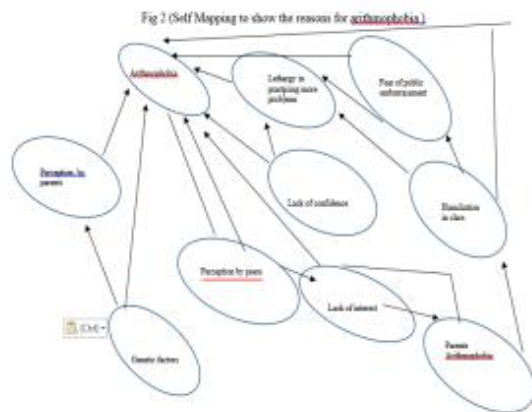 Fig 2 (Self Mapping to show the reasons for arithmophobia )
Arithmophobia
Lethargy in
practicing more
problems
Fear of public
embarrassment
Perception by
parents
Lack of confidence
Humiliation
in class
Perception by peers
Lack of interest
(Ctrl)
Genetic factors
Parents
Arithmophobia